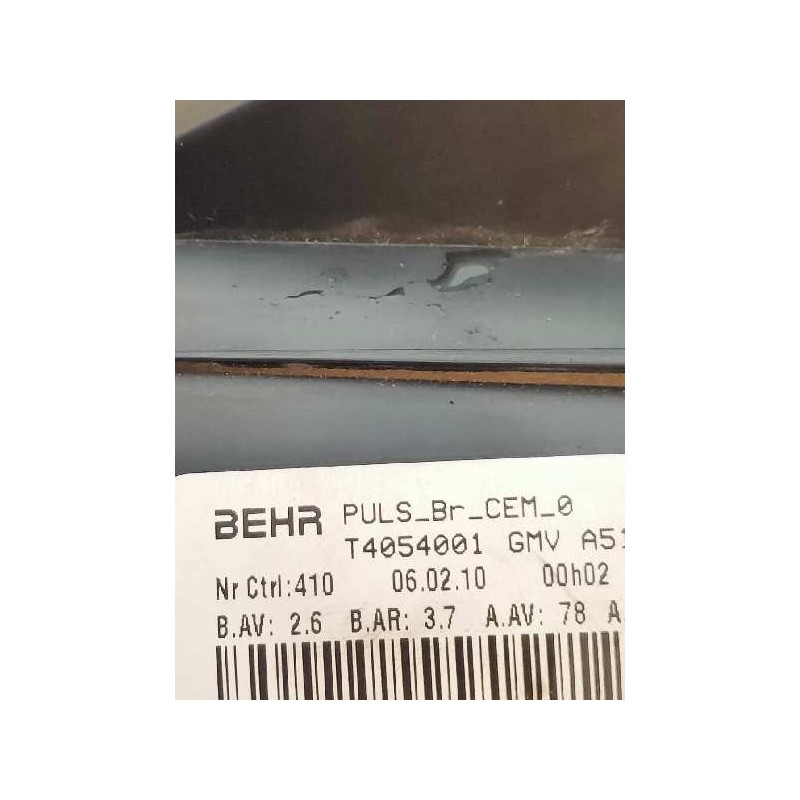 BEHR PULS_Br_CEM_0
T4054001 GMV A51
Nr Ctrl:410 06.02.10 00h02
B.AV: 2.6 B.AR: 3.7 A.AV: 78 A